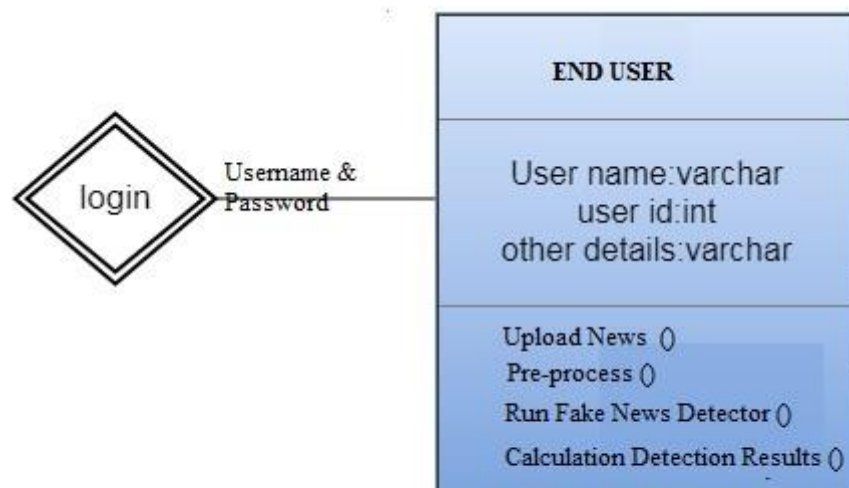 END USER
login
Username &
Password
User name:varchar
user id:int
other details:varchar
Upload News ()
Pre-process ()
Run Fake News Detector ()
Calculation Detection Results ()